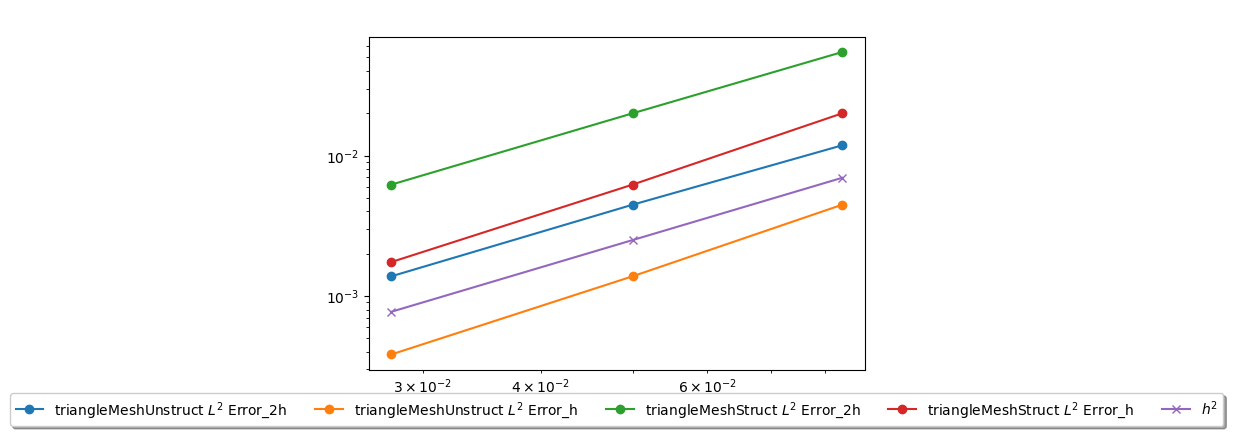 10⁻²
10⁻³
3 × 10⁻² 4 × 10⁻² 6 × 10⁻²
triangleMeshUnstruct L² Error_2h triangleMeshUnstruct L² Error_h triangleMeshStruct L² Error_2h triangleMeshStruct L² Error_h h²